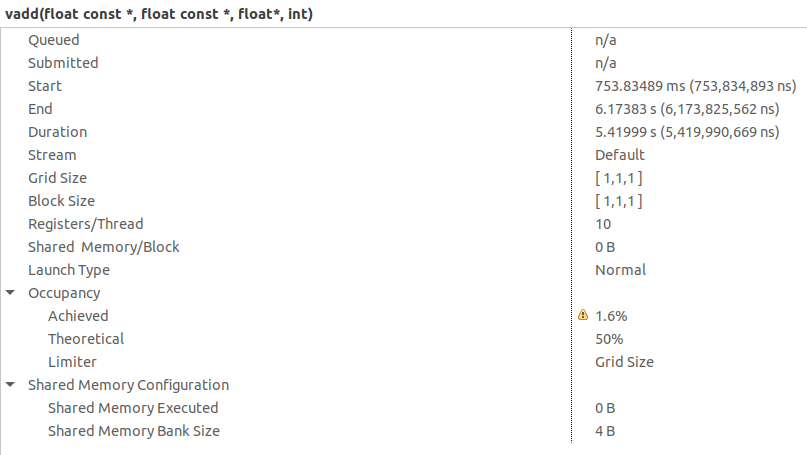 vadd(float const *, float const *, float*, int)
Queued n/a
Submitted n/a
Start 753.83489 ms (753,834,893 ns)
End 6.17383 s (6,173,825,562 ns)
Duration 5.41999 s (5,419,990,669 ns)
Stream Default
Grid Size [ 1,1,1 ]
Block Size [ 1,1,1 ]
Registers/Thread 10
Shared Memory/Block 0 B
Launch Type Normal
Occupancy
Achieved 1.6%
Theoretical 50%
Limiter Grid Size
Shared Memory Configuration
Shared Memory Executed 0 B
Shared Memory Bank Size 4 B